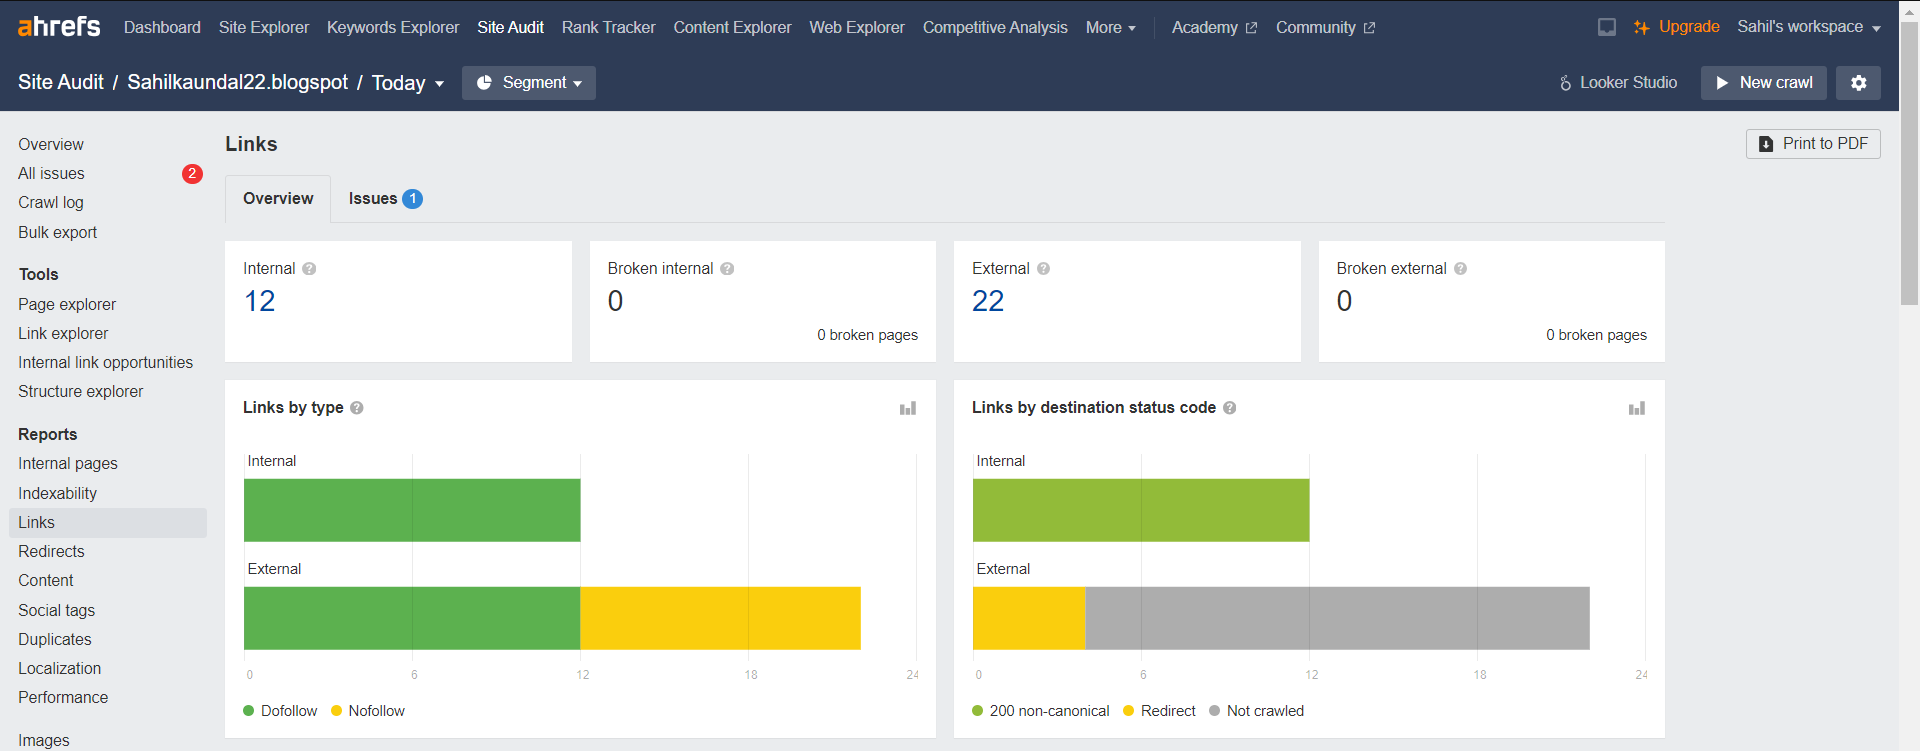 ahrefs Dashboard Site Explorer Keywords Explorer Site Audit Rank Tracker Content Explorer Web Explorer Competitive Analysis More Academy Community Upgrade Sahil's workspace
Site Audit / Sahilkaundal22.blogspot / Today Segment Looker Studio New crawl
Overview
All issues 2
Crawl log
Bulk export
Tools
Page explorer
Link explorer
Internal link opportunities
Structure explorer
Reports
Internal pages
Indexability
Links
Redirects
Content
Social tags
Duplicates
Localization
Performance
Images
Links
Print to PDF
Overview Issues 1
Internal ?
12
Broken internal ?
0
0 broken pages
External ?
22
Broken external ?
0
0 broken pages
Links by type ?
Internal
External
0 6 12 18 24
Dofollow Nofollow
Links by destination status code ?
Internal
External
0 6 12 18 24
200 non-canonical Redirect Not crawled